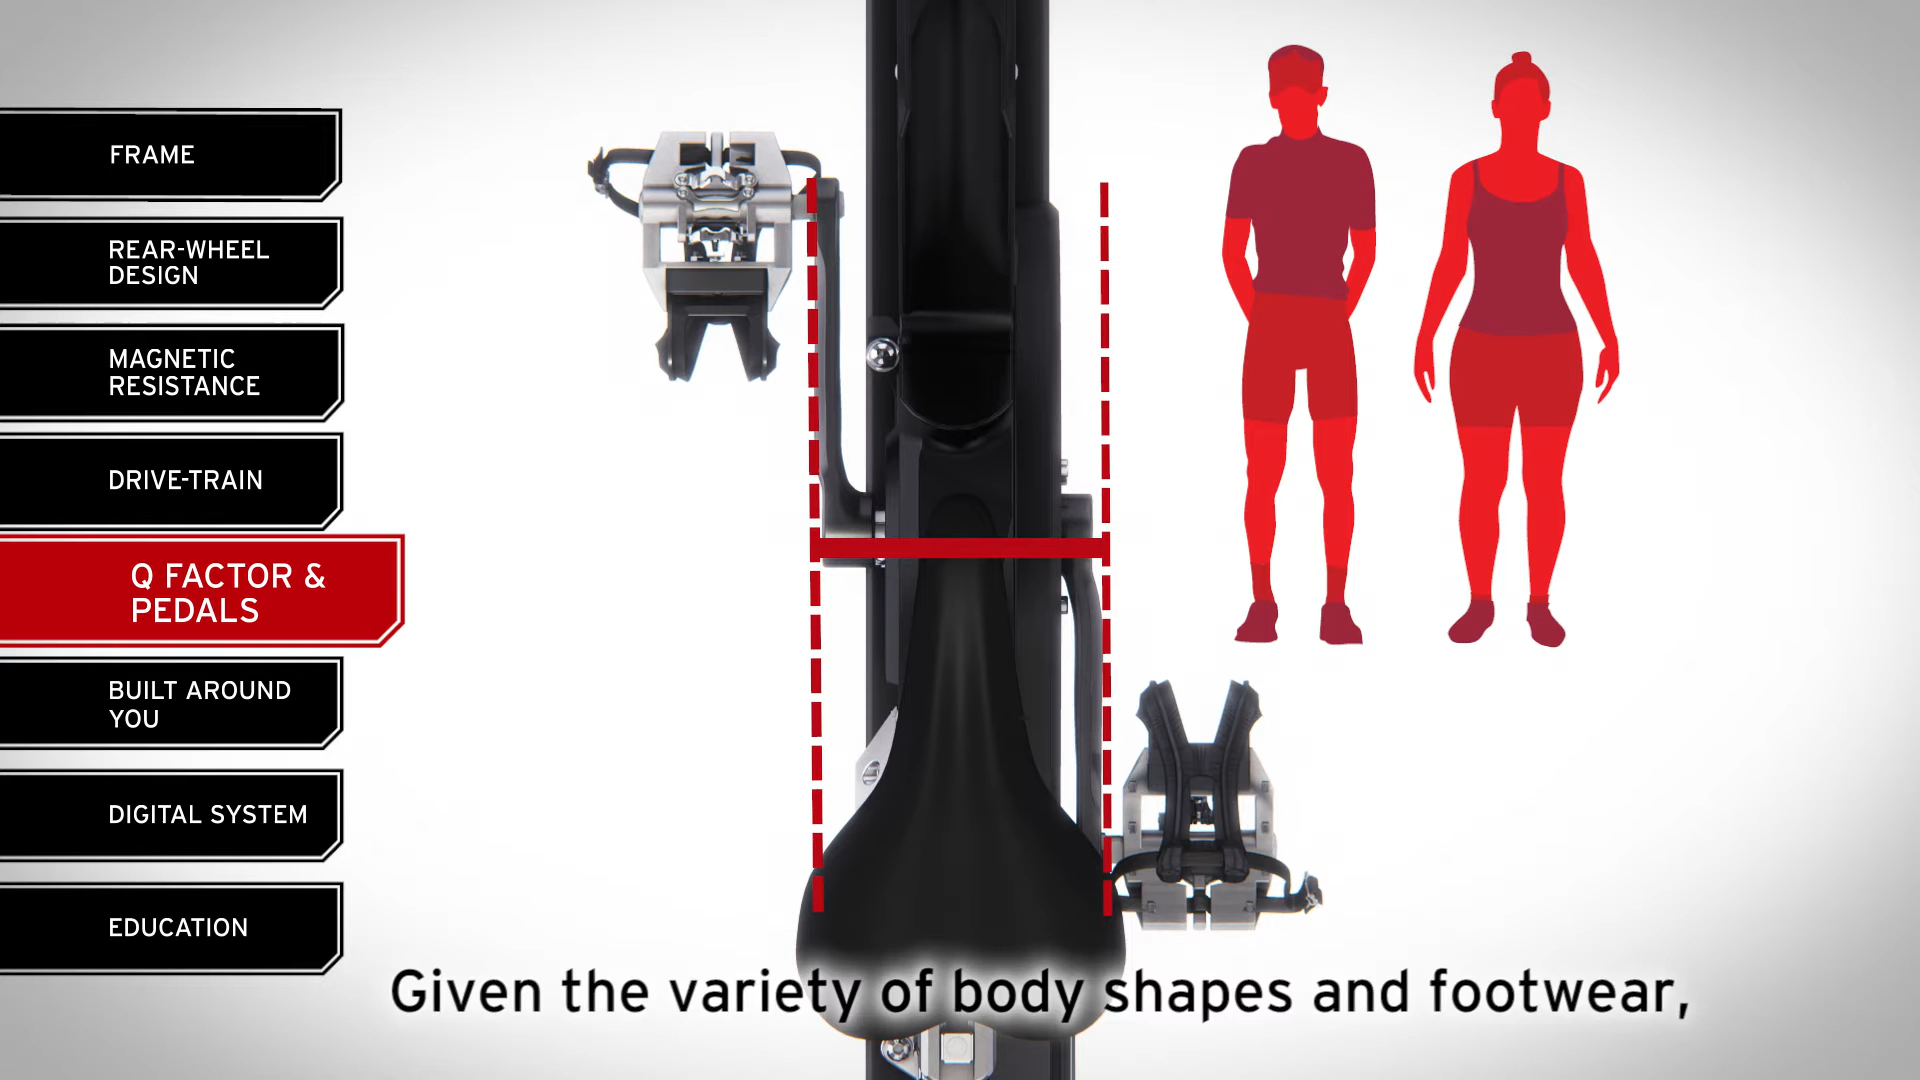 FRAME
REAR-WHEEL
DESIGN
MAGNETIC
RESISTANCE
DRIVE-TRAIN
Q FACTOR &
PEDALS
BUILT AROUND
YOU
DIGITAL SYSTEM
EDUCATION
Given the variety of body shapes and footwear,